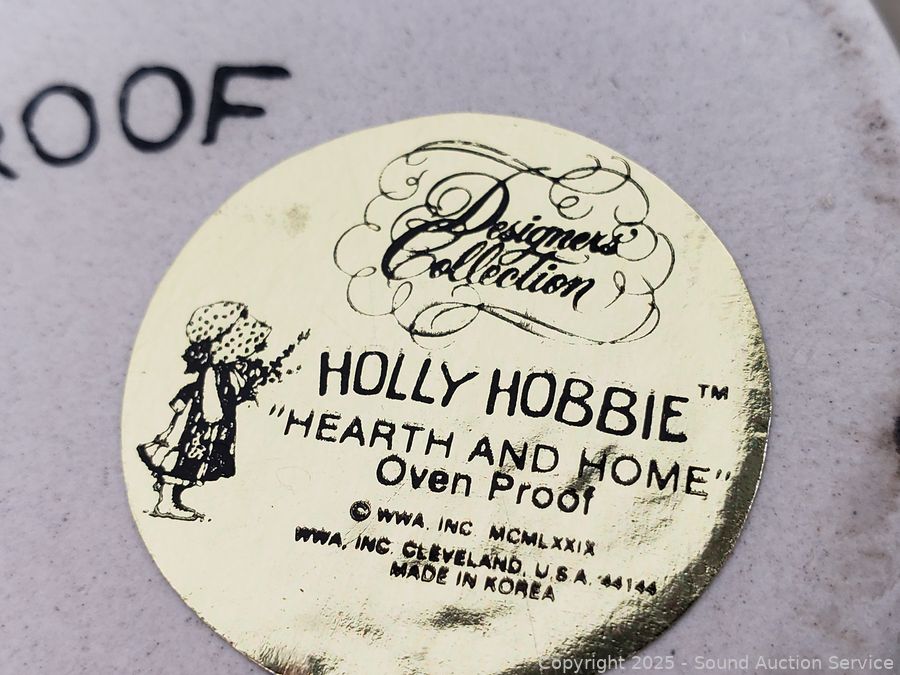 ROOF
Designers'
Collection
HOLLY HOBBIE™
"HEARTH AND HOME"
Oven Proof
© WWA, INC. MCMLXXIX
WWA, INC. CLEVELAND, U.S.A. 44144
MADE IN KOREA
Copyright 2025 - Sound Auction Service